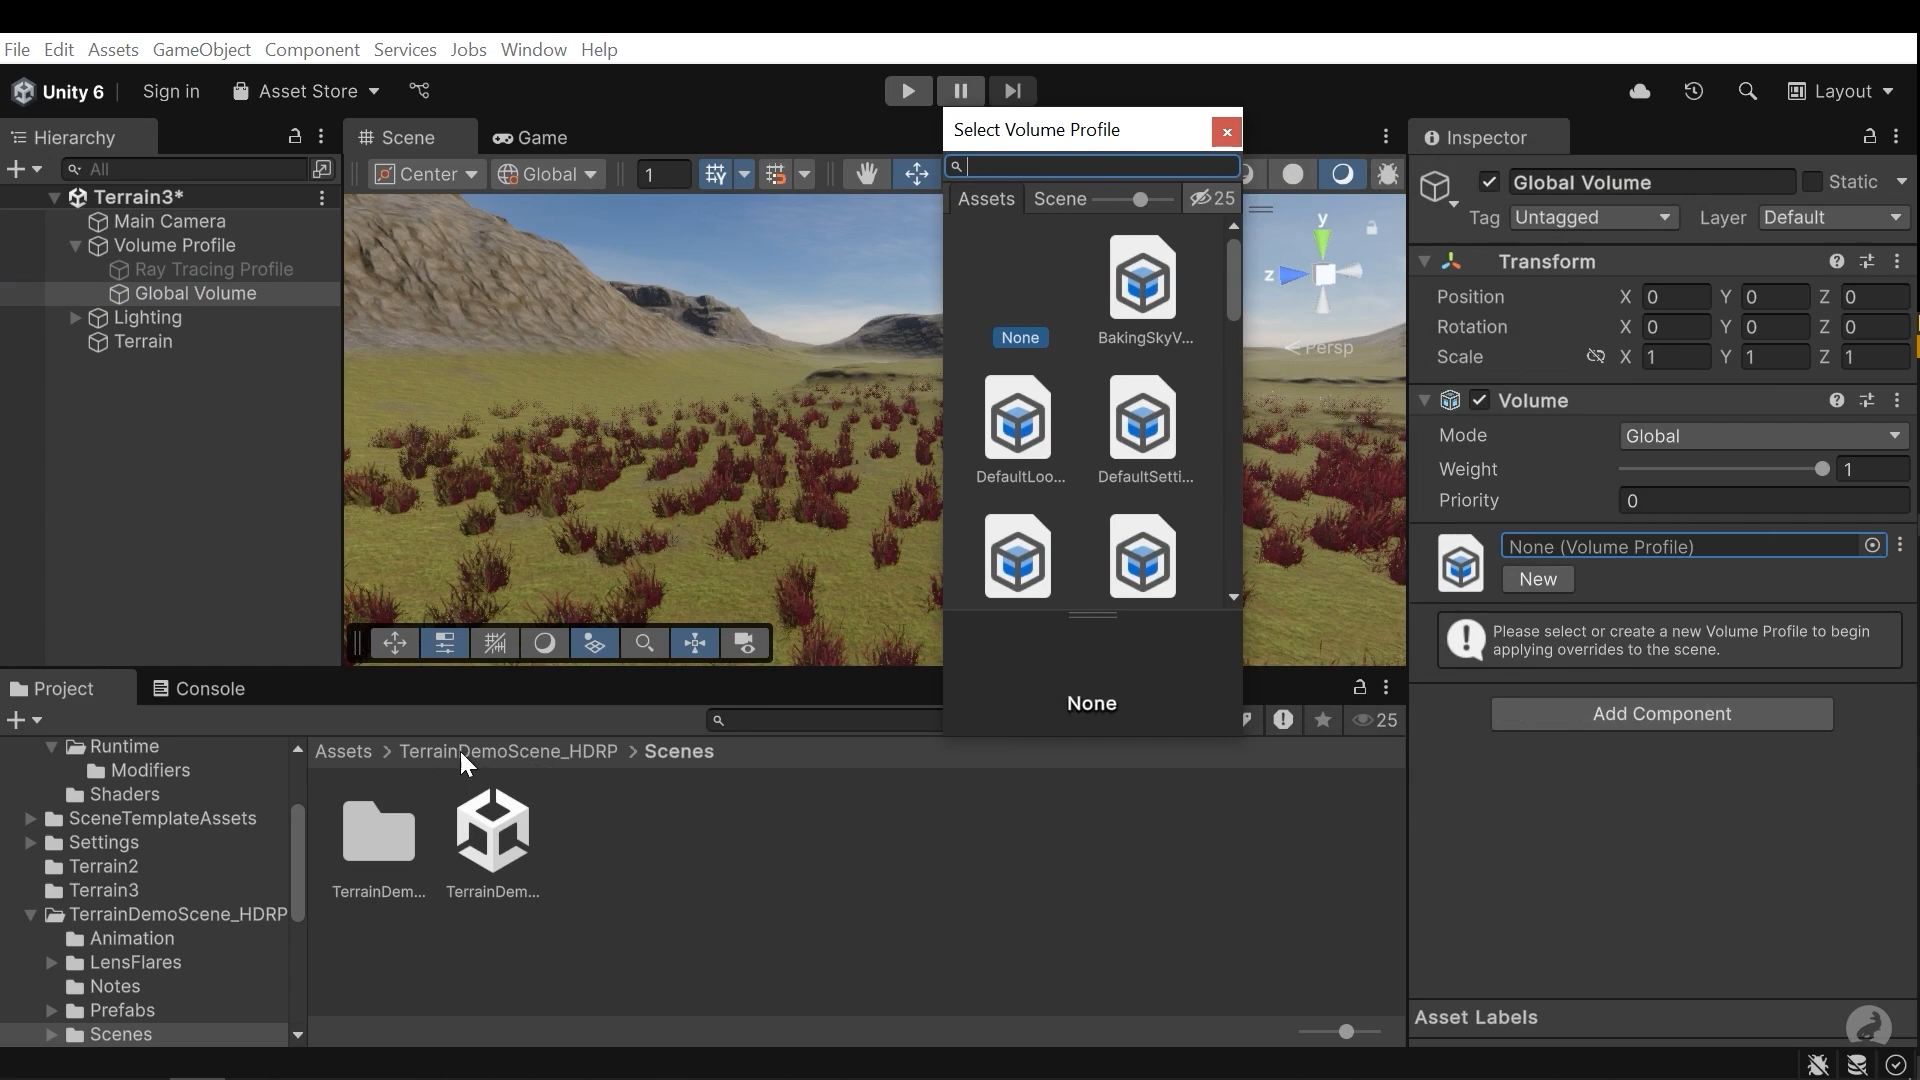 File Edit Assets GameObject Component Services Jobs Window Help
Unity 6 Sign in Asset Store Layout
Hierarchy
Scene Game
Select Volume Profile
Inspector
All
Center Global 1
Terrain3*
Main Camera
Volume Profile
Ray Tracing Profile
Global Volume
Lighting
Terrain
Assets Scene 25
None
BakingSkyV...
DefaultLoo...
DefaultSetti...
None
y
z
Persp
Global Volume Static
Tag Untagged Layer Default
Transform
Position X 0 Y 0 Z 0
Rotation X 0 Y 0 Z 0
Scale X 1 Y 1 Z 1
Volume
Mode Global
Weight 1
Priority 0
None (Volume Profile)
New
Please select or create a new Volume Profile to begin
applying overrides to the scene.
Add Component
Asset Labels
Project Console
25
Runtime
Modifiers
Shaders
SceneTemplateAssets
Settings
Terrain2
Terrain3
TerrainDemoScene_HDRP
Animation
LensFlares
Notes
Prefabs
Scenes
Assets > TerrainDemoScene_HDRP > Scenes
TerrainDem...
TerrainDem...